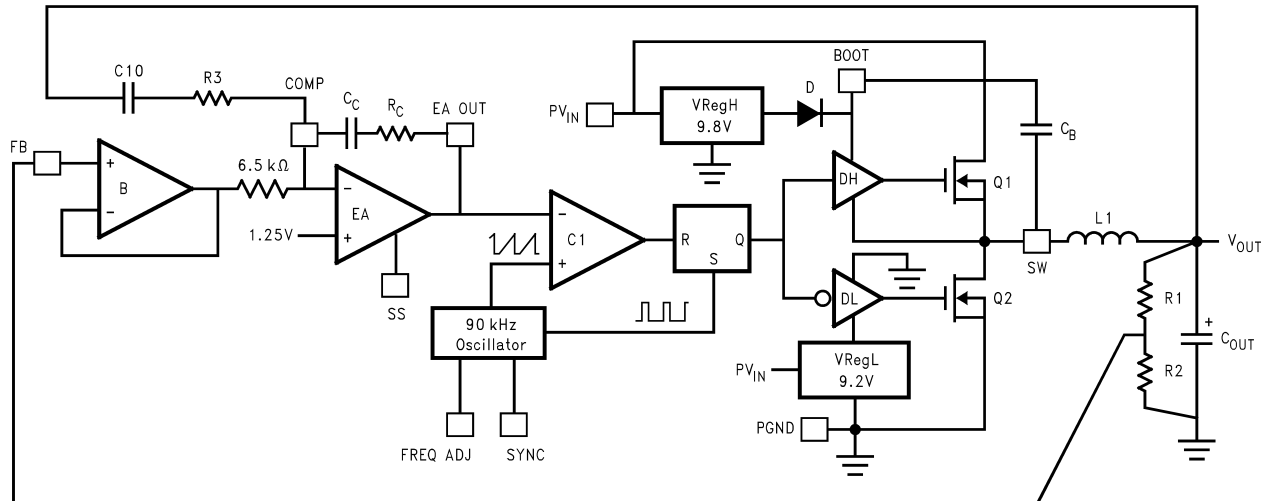 C10
R3
COMP
C_C
R_C
EA OUT
PV_IN
VRegH
9.8V
D
BOOT
C_B
FB
+
B
−
6.5 kΩ
−
EA
+
1.25V
SS
−
C1
+
R
S
Q
DH
Q1
SW
L1
V_OUT
DL
Q2
R1
+
C_OUT
R2
90 kHz
Oscillator
PV_IN
VRegL
9.2V
PGND
FREQ ADJ
SYNC